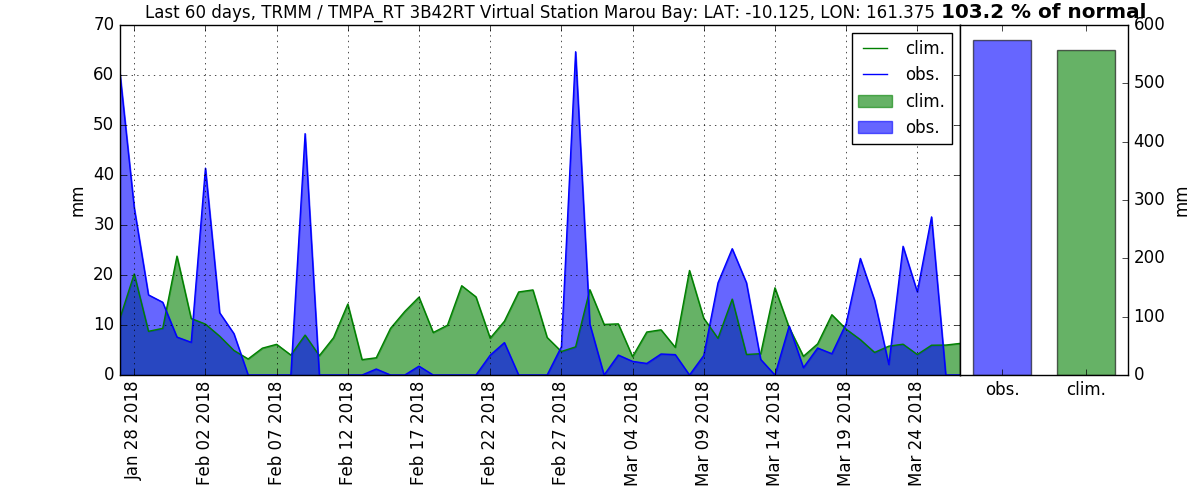 Last 60 days, TRMM / TMPA_RT 3B42RT Virtual Station Marou Bay: LAT: -10.125, LON: 161.375 103.2 % of normal
70
60
50
40
30
20
10
0
mm
clim.
obs.
clim.
obs.
Jan 28 2018
Feb 02 2018
Feb 07 2018
Feb 12 2018
Feb 17 2018
Feb 22 2018
Feb 27 2018
Mar 04 2018
Mar 09 2018
Mar 14 2018
Mar 19 2018
Mar 24 2018
600
500
400
300
200
100
0
mm
obs. clim.